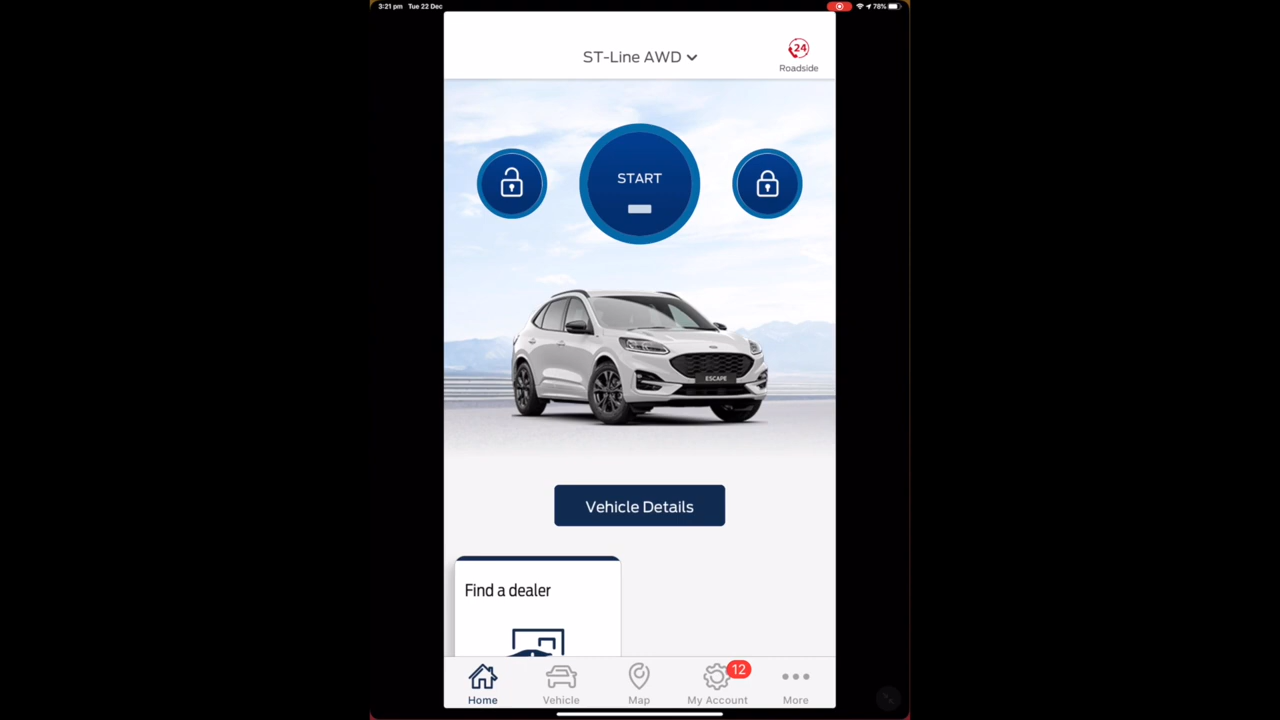 3:21 pm Tue 22 Dec
78%
ST-Line AWD
24
Roadside
START
ESCAPE
Vehicle Details
Find a dealer
12
Home
Vehicle
Map
My Account
More